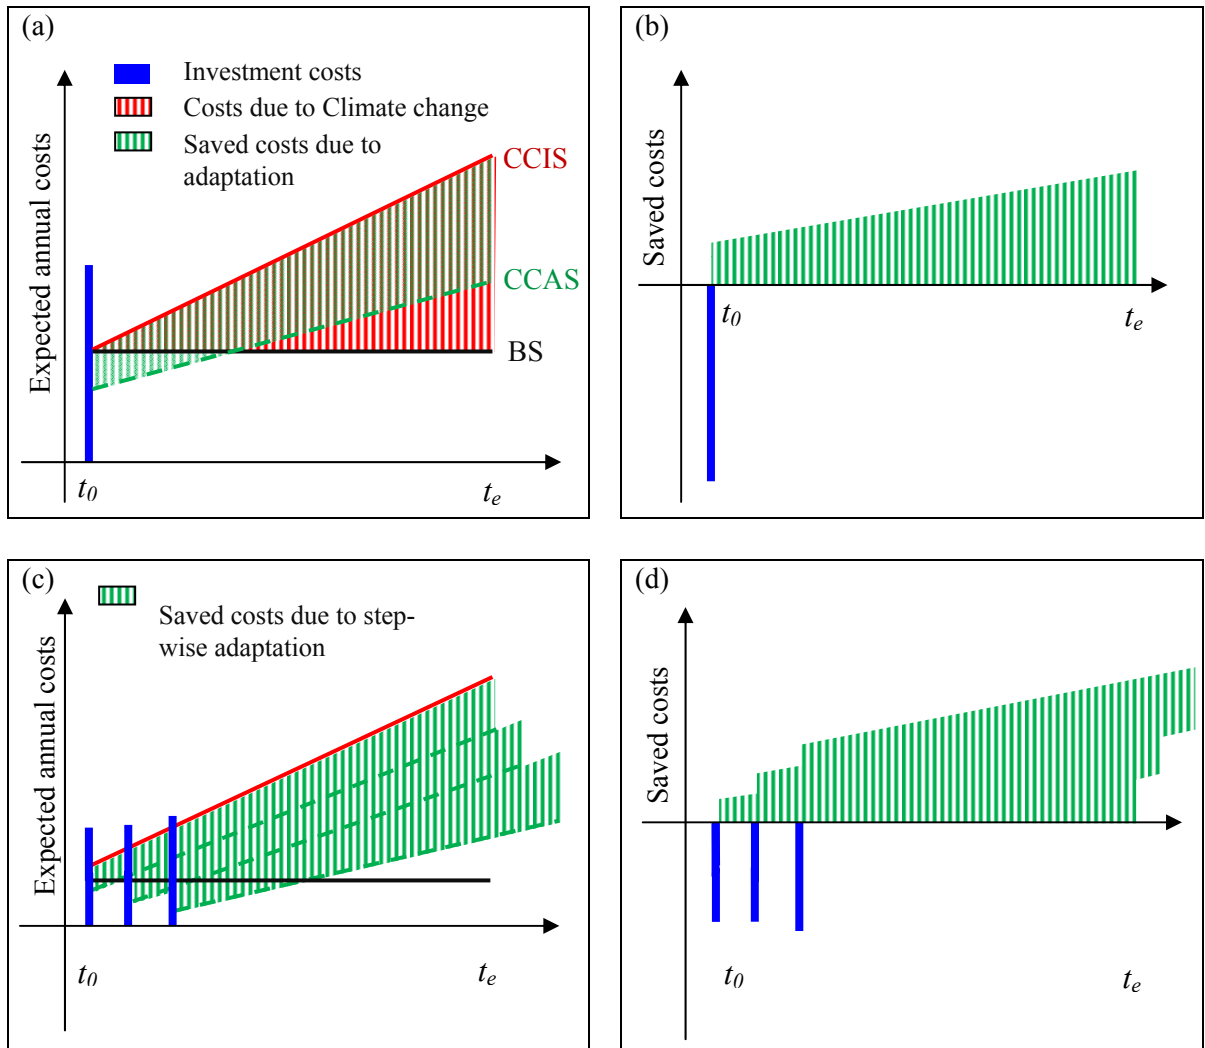 (a)
Investment costs
Costs due to Climate change
Saved costs due to
adaptation
Expected annual costs
CCIS
CCAS
BS
t0
te
(b)
Saved costs
t0
te
(c)
Saved costs due to step-
wise adaptation
Expected annual costs
t0
te
(d)
Saved costs
t0
te